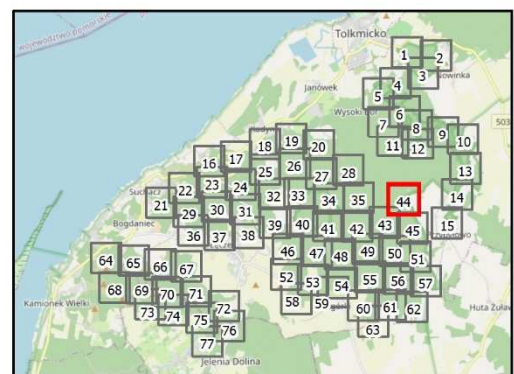 województwo pomorskie
Tolkmicko
1 2
3 Nowinka
Janówek 4
5
Wysoki Bór 6 503
7 8
9 10
11 12
18 19 20
16 17 13
25 26
Suchacz 22 23 24 27 28
21 32 33 34 35 44 14
29 30 31
Bogdaniec 15
36 37 38 39 40 41 42 43 45
64 65 46 47 48 49 50 51
66 67
52 53 54 55 56 57
Kamionek Wielki 68 69 70 71
72 58 59 60 61 62 Huta Żuław
73 74 75 76 63
77
Jelenia Dolina